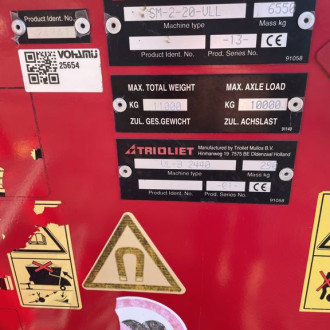 Product Ident. No.
VOHAMIJ
25654
SM-2-20-VLL
6550
Machine type
Mass kg
-13-
Product Ident. No.
Prod. Series No.
CE
91058
MAX. TOTAL WEIGHT
MAX. AXLE LOAD
KG
11000
KG
10000
ZUL. GES.GEWICHT
ZUL. ACHSLAST
TRIOLIET
Manufactured by Trioliet Mullos B.V.
Hinmanweg 19 7575 BE Oldenzaal Holland
Machine type
Mass kg
Product Ident. No.
Prod. Series No.
CE
91058